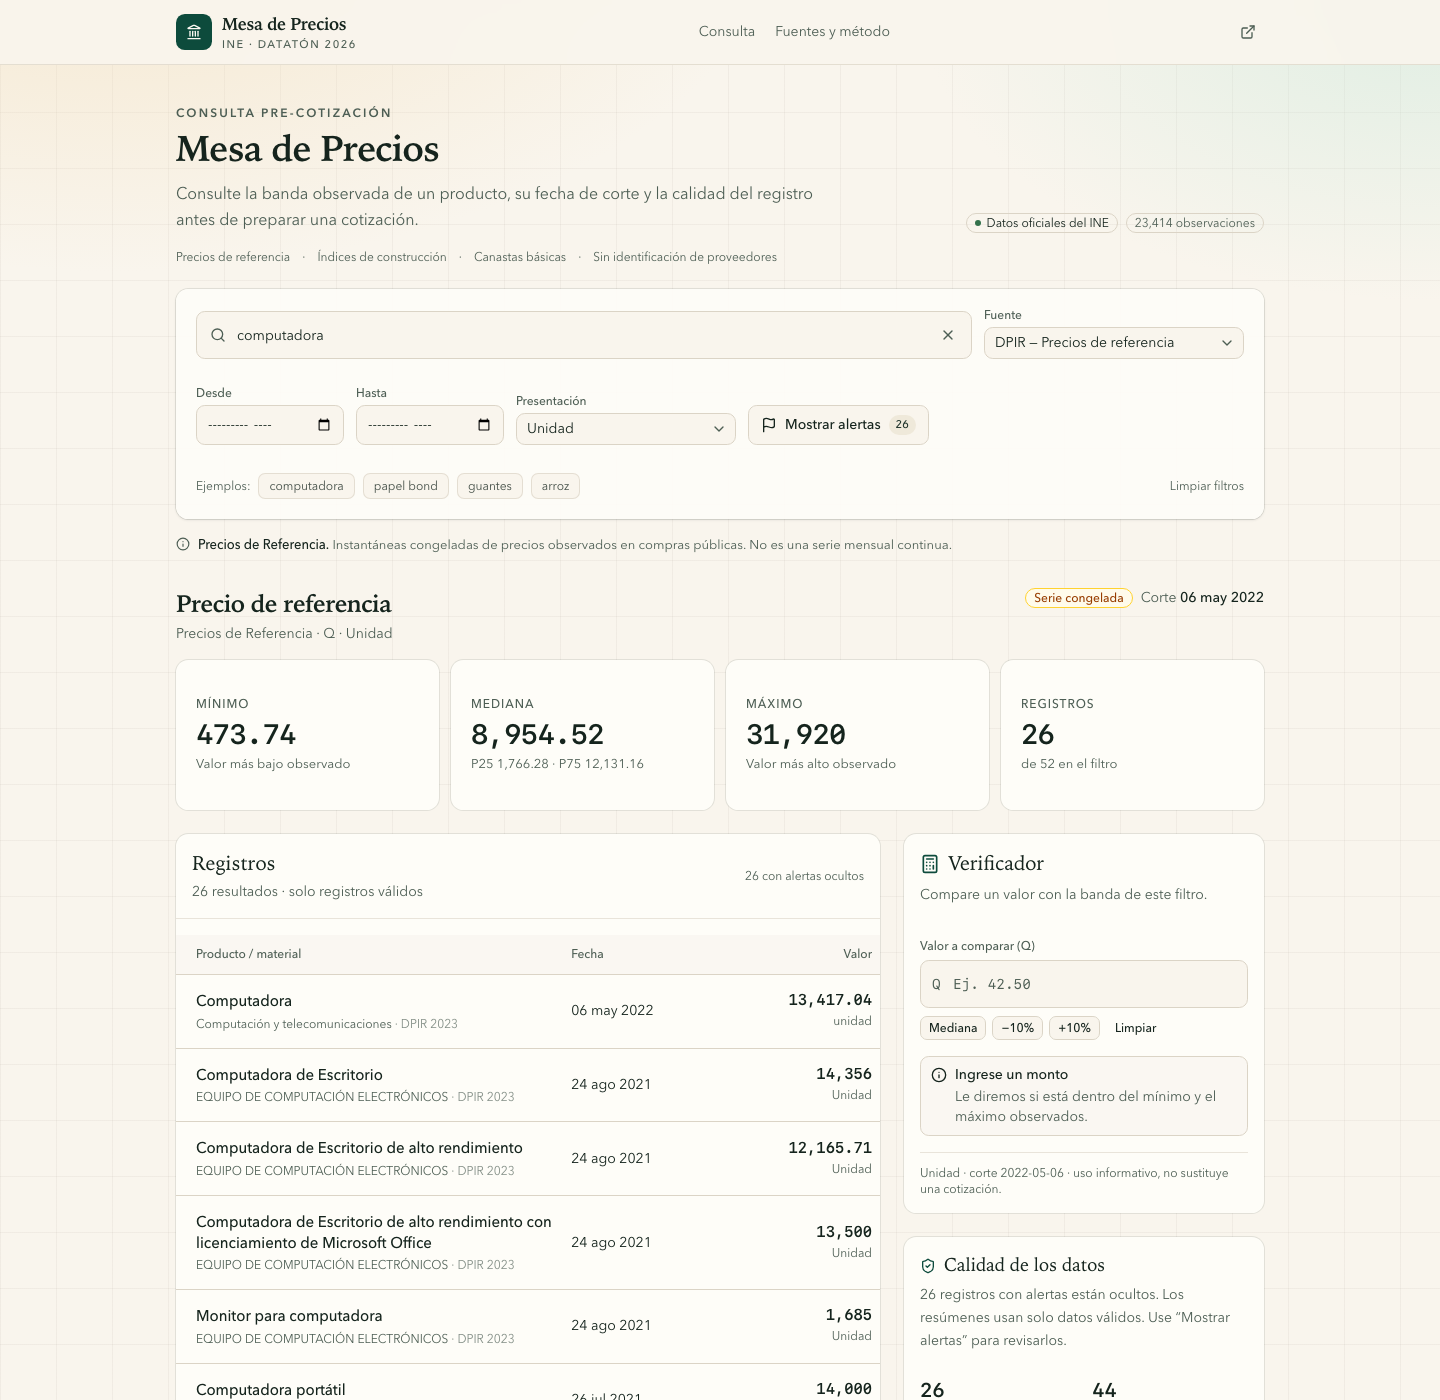 Mesa de Precios
INE · DATATÓN 2026
Consulta
Fuentes y método
CONSULTA PRE-COTIZACIÓN
Mesa de Precios
Consulte la banda observada de un producto, su fecha de corte y la calidad del registro
antes de preparar una cotización.
Datos oficiales del INE
23,414 observaciones
Precios de referencia · Índices de construcción · Canastas básicas · Sin identificación de proveedores
computadora
Fuente
DPIR — Precios de referencia
Desde
--------- ----
Hasta
--------- ----
Presentación
Unidad
Mostrar alertas 26
Ejemplos: computadora papel bond guantes arroz
Limpiar filtros
Precios de Referencia. Instantáneas congeladas de precios observados en compras públicas. No es una serie mensual continua.
Precio de referencia
Serie congelada Corte 06 may 2022
Precios de Referencia · Q · Unidad
MÍNIMO
473.74
Valor más bajo observado
MEDIANA
8,954.52
P25 1,766.28 · P75 12,131.16
MÁXIMO
31,920
Valor más alto observado
REGISTROS
26
de 52 en el filtro
Registros
26 resultados · solo registros válidos
26 con alertas ocultos
Producto / material Fecha Valor
Computadora
Computación y telecomunicaciones · DPIR 2023
06 may 2022
13,417.04
unidad
Computadora de Escritorio
EQUIPO DE COMPUTACIÓN ELECTRÓNICOS · DPIR 2023
24 ago 2021
14,356
Unidad
Computadora de Escritorio de alto rendimiento
EQUIPO DE COMPUTACIÓN ELECTRÓNICOS · DPIR 2023
24 ago 2021
12,165.71
Unidad
Computadora de Escritorio de alto rendimiento con
licenciamiento de Microsoft Office
EQUIPO DE COMPUTACIÓN ELECTRÓNICOS · DPIR 2023
24 ago 2021
13,500
Unidad
Monitor para computadora
EQUIPO DE COMPUTACIÓN ELECTRÓNICOS · DPIR 2023
24 ago 2021
1,685
Unidad
Computadora portátil
26 jul 2021
14,000
Verificador
Compare un valor con la banda de este filtro.
Valor a comparar (Q)
Q Ej. 42.50
Mediana −10% +10% Limpiar
Ingrese un monto
Le diremos si está dentro del mínimo y el
máximo observados.
Unidad · corte 2022-05-06 · uso informativo, no sustituye
una cotización.
Calidad de los datos
26 registros con alertas están ocultos. Los
resúmenes usan solo datos válidos. Use “Mostrar
alertas” para revisarlos.
26
44